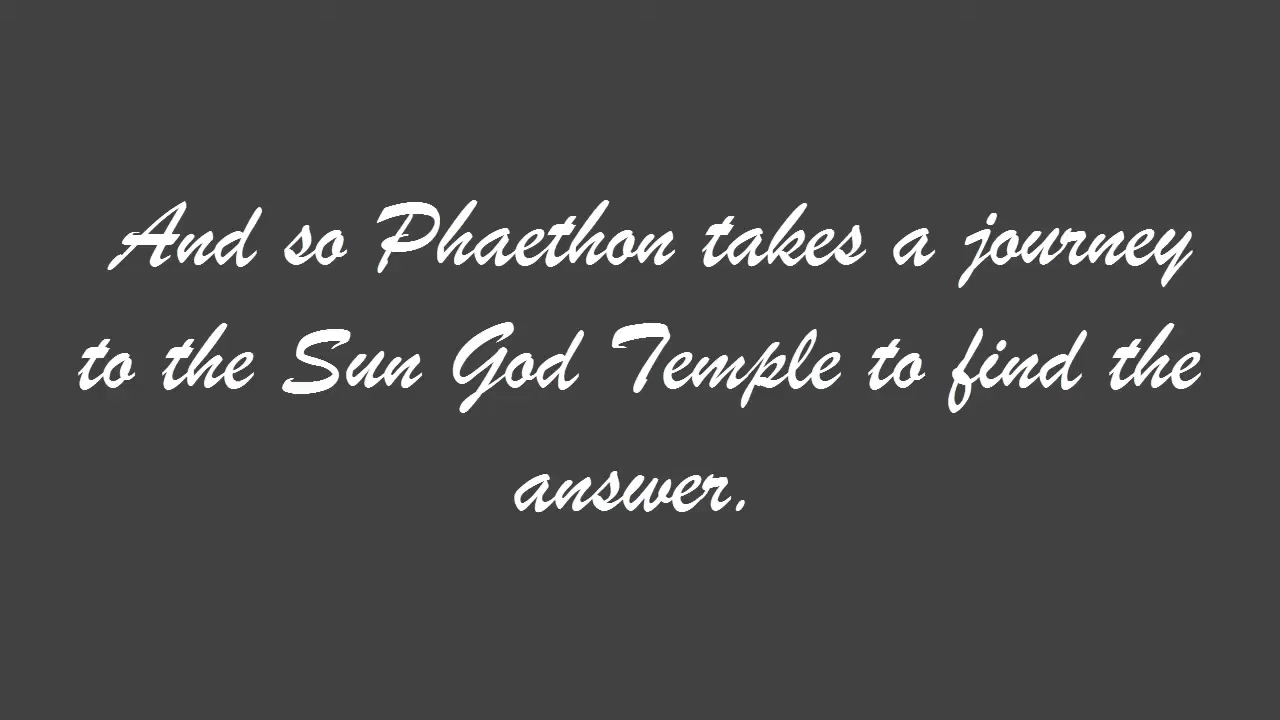 And so Phaethon takes a journey
to the Sun God Temple to find the
answer.